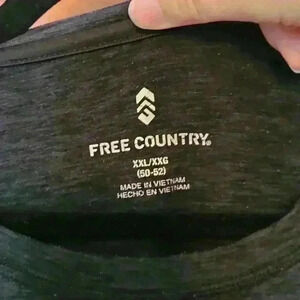 FREE COUNTRY®
XXL/XXG
(50-52)
MADE IN VIETNAM
HECHO EN VIETNAM